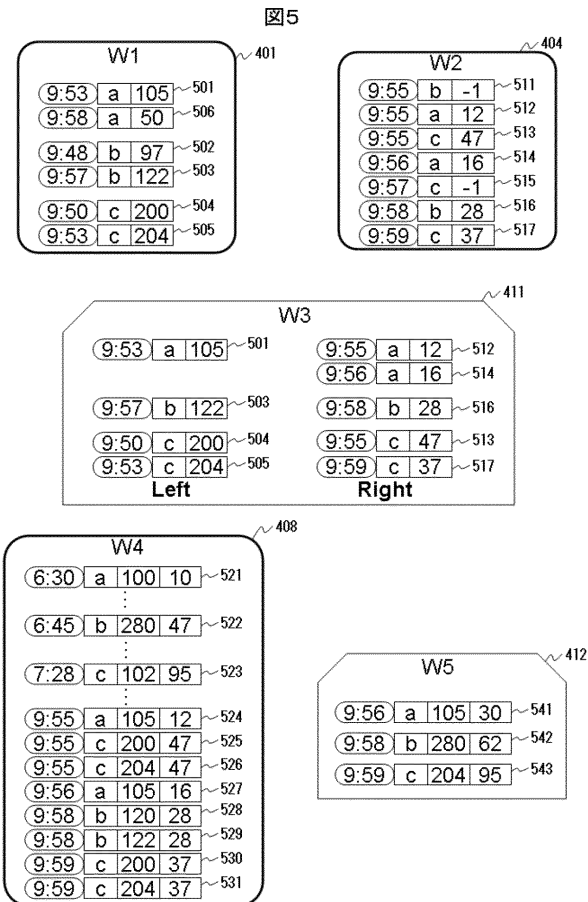 図5
W1
401
9:53 a 105 501
9:58 a 50 506
9:48 b 97 502
9:57 b 122 503
9:50 c 200 504
9:53 c 204 505
W2
404
9:55 b -1 511
9:55 a 12 512
9:55 c 47 513
9:56 a 16 514
9:57 c -1 515
9:58 b 28 516
9:59 c 37 517
W3
411
9:53 a 105 501
9:57 b 122 503
9:50 c 200 504
9:53 c 204 505
Left
9:55 a 12 512
9:56 a 16 514
9:58 b 28 516
9:55 c 47 513
9:59 c 37 517
Right
W4
408
6:30 a 100 10 521
6:45 b 280 47 522
7:28 c 102 95 523
9:55 a 105 12 524
9:55 c 200 47 525
9:55 c 204 47 526
9:56 a 105 16 527
9:58 b 120 28 528
9:58 b 122 28 529
9:59 c 200 37 530
9:59 c 204 37 531
W5
412
9:56 a 105 30 541
9:58 b 280 62 542
9:59 c 204 95 543